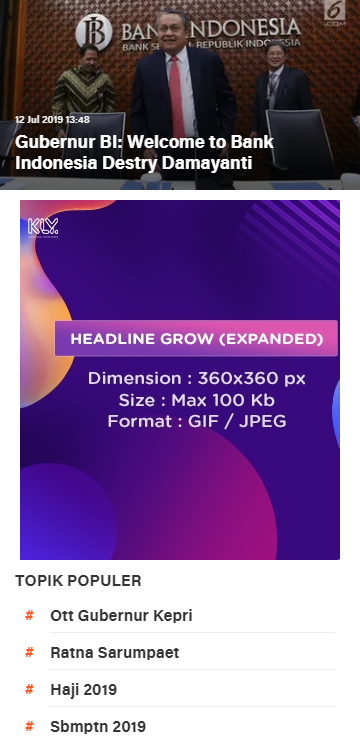 6
.COM
BANK INDONESIA
BANK SENTRAL REPUBLIK INDONESIA
12 Jul 2019 13:48
Gubernur BI: Welcome to Bank
Indonesia Destry Damayanti
KLY
HEADLINE GROW (EXPANDED)
Dimension : 360x360 px
Size : Max 100 Kb
Format : GIF / JPEG
TOPIK POPULER
# Ott Gubernur Kepri
# Ratna Sarumpaet
# Haji 2019
# Sbmptn 2019